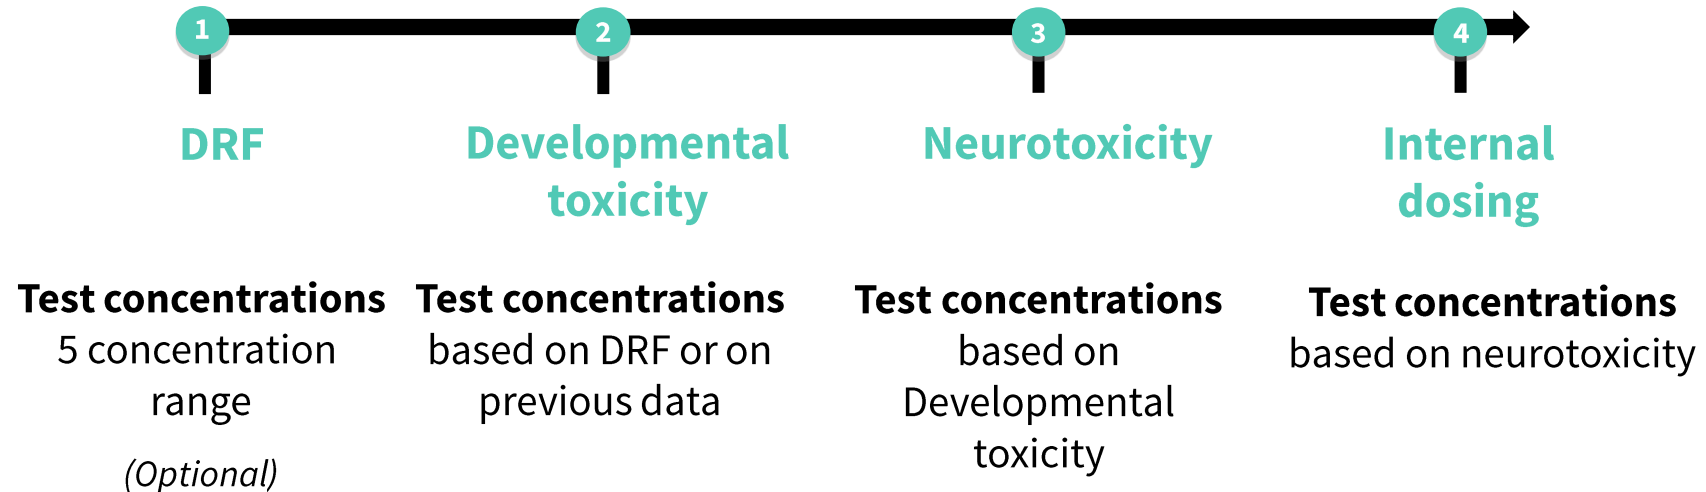 1
2
3
4
DRF
Developmental
toxicity
Neurotoxicity
Internal
dosing
Test concentrations
5 concentration
range
(Optional)
Test concentrations
based on DRF or on
previous data
Test concentrations
based on
Developmental
toxicity
Test concentrations
based on neurotoxicity